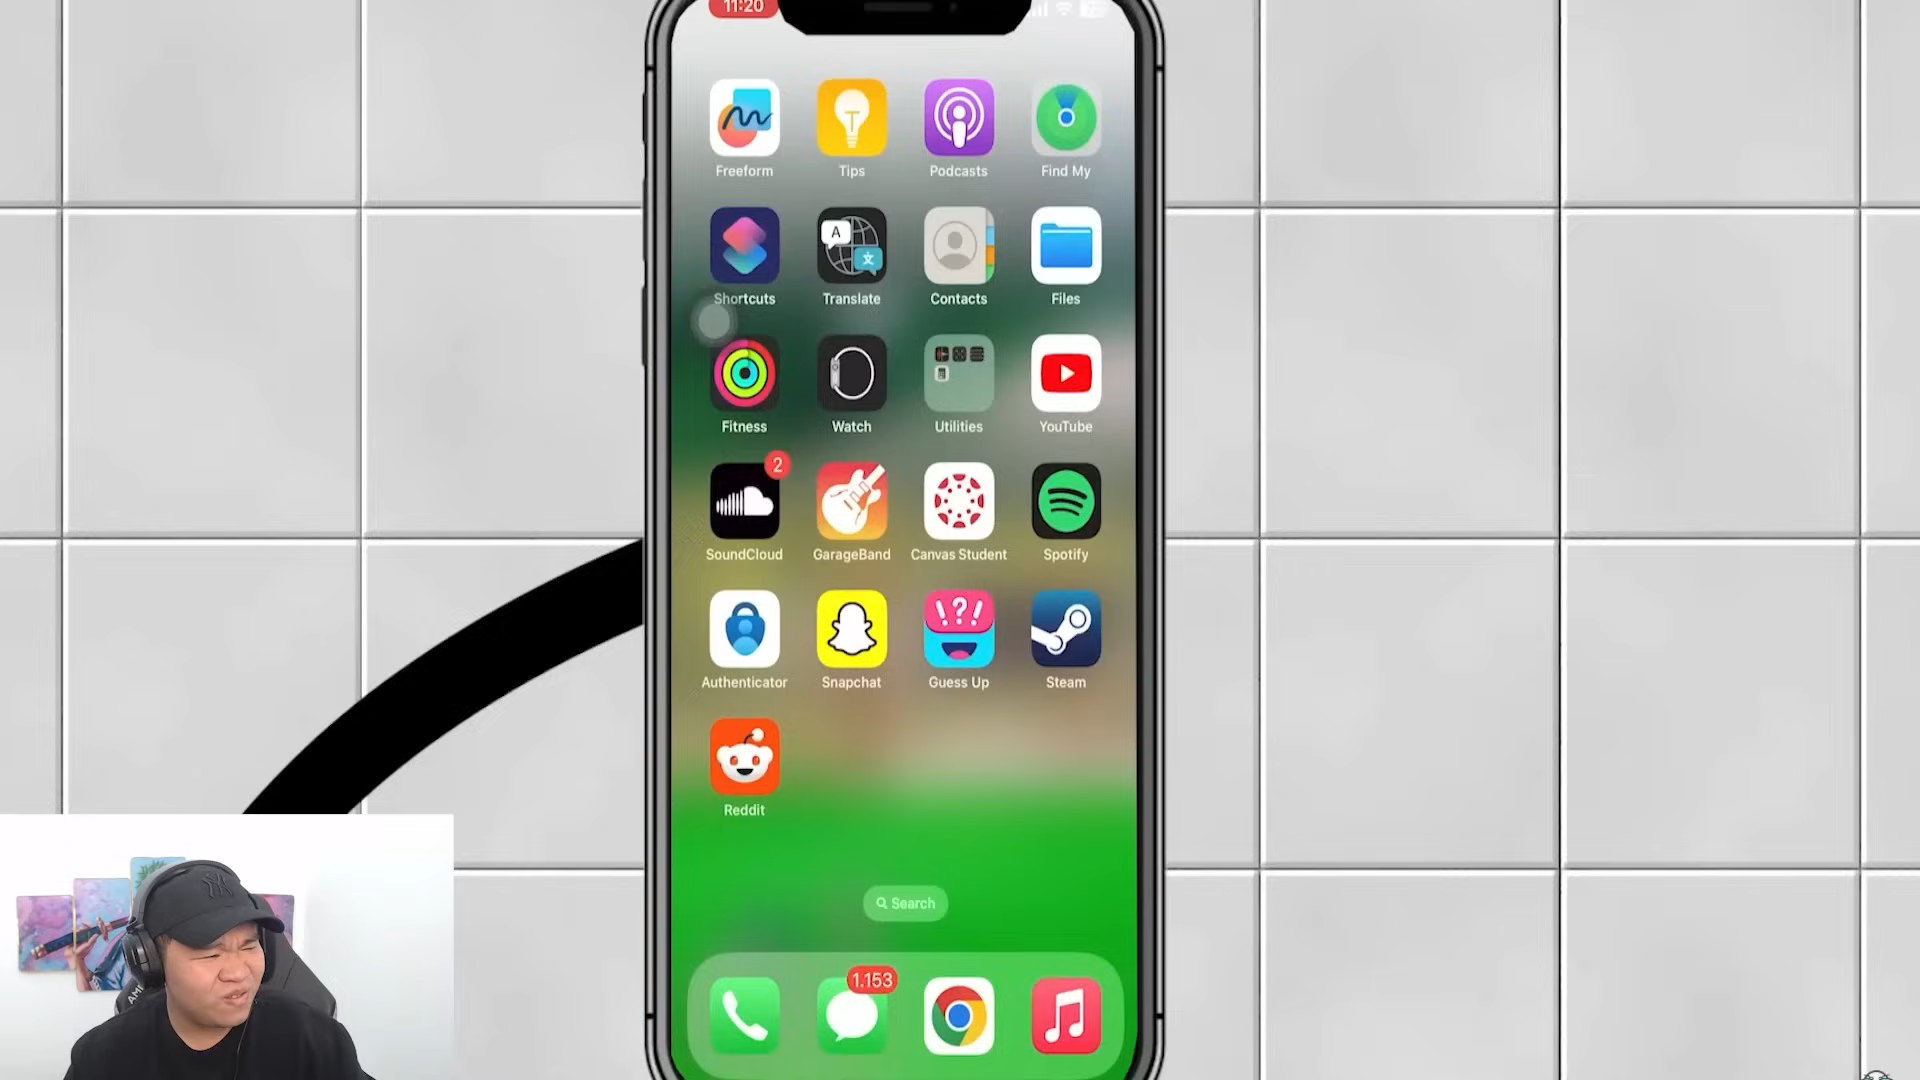 11:20
Freeform Tips Podcasts Find My
A
文
Shortcuts Translate Contacts Files
Fitness Watch Utilities YouTube
2
SoundCloud GarageBand Canvas Student Spotify
!?!
Authenticator Snapchat Guess Up Steam
Reddit
Search
1.153